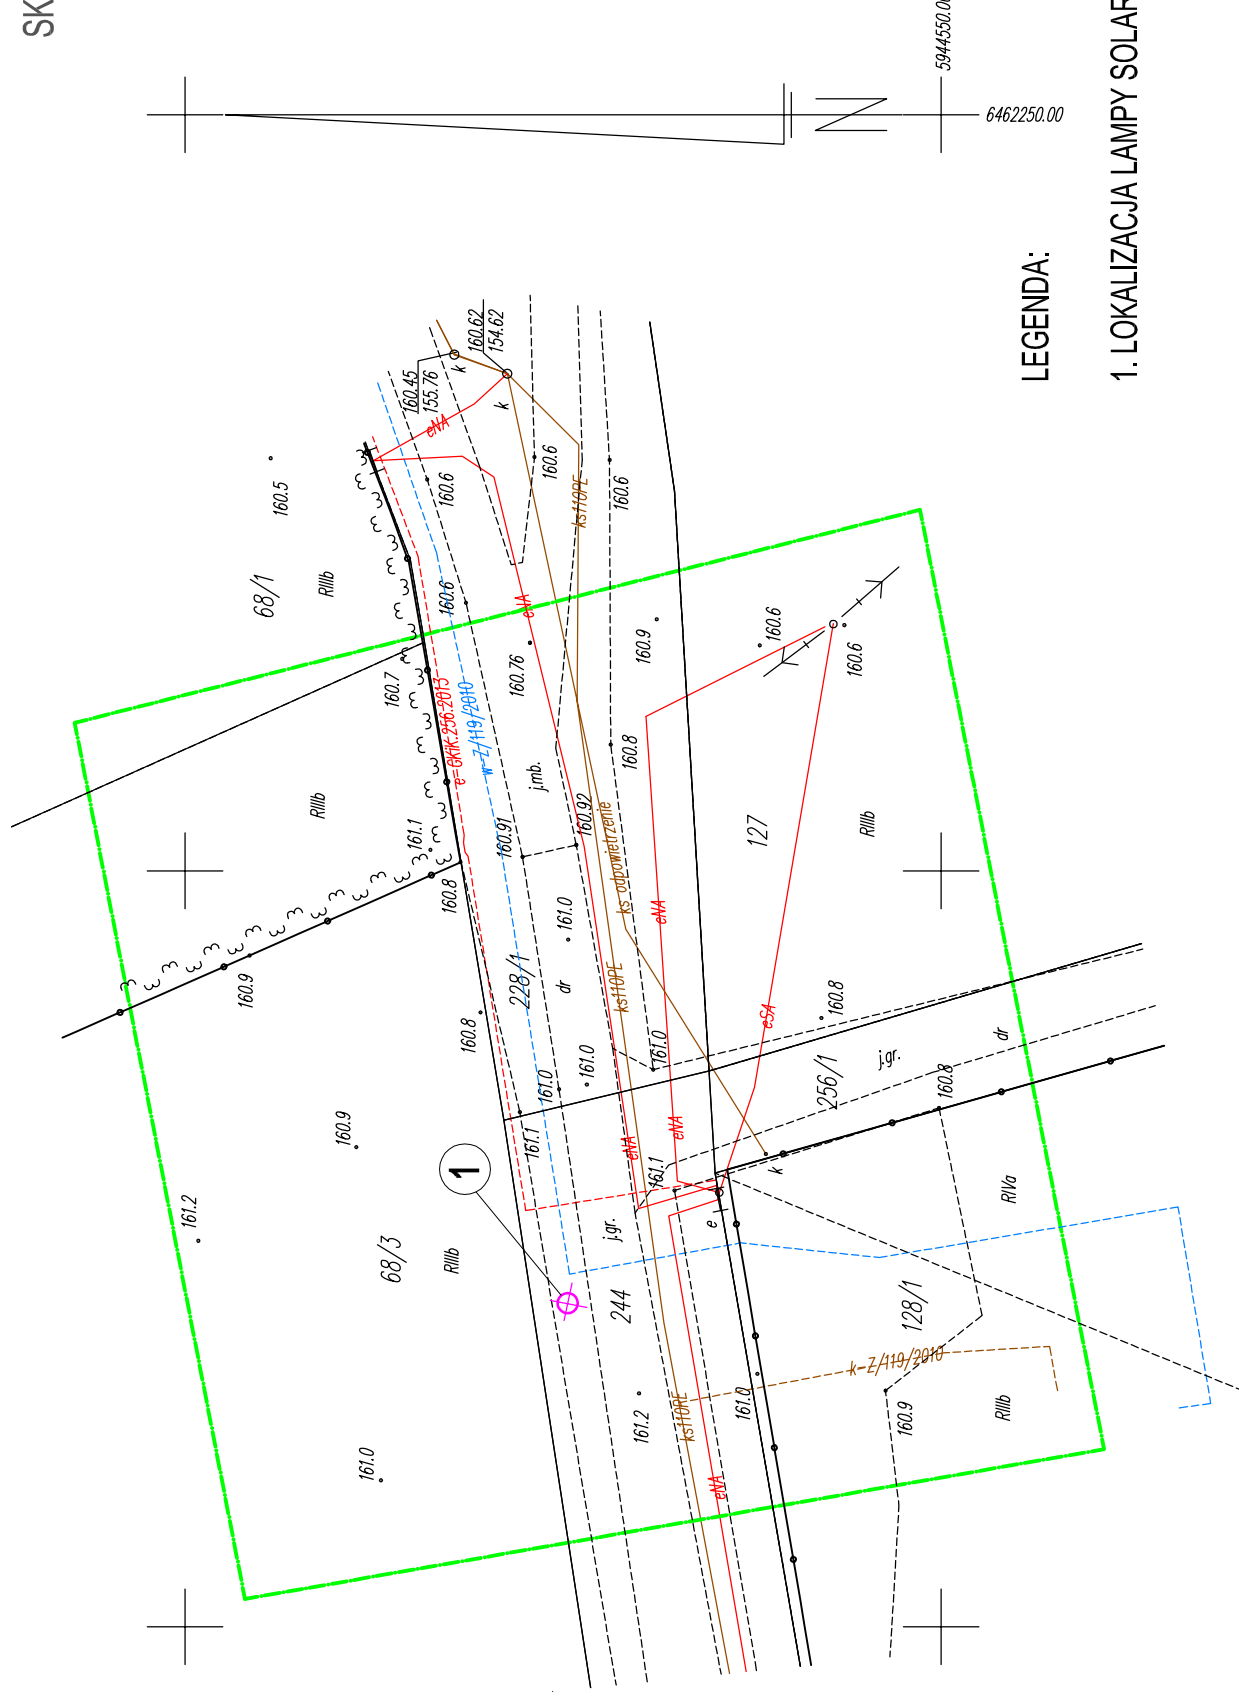 SK
5944550.00
6462250.00
N
LEGENDA:
1. LOKALIZACJA LAMPY SOLAR
160.62
154.62
160.45
155.76
k
k
eNA
160.5
160.6
160.6
160.6
ks110PE
68/1
RIIIb
160.6
eNA
160.7
160.76
160.9
160.6
160.6
e-GKiK.256.2013
w-Z/119/2010
160.8
j.mb.
RIIIb
161.1
160.91
160.92
ks odpowietrzenie
127
RIIIb
160.8
160.9
161.0
eNA
228/1
dr
ks110PE
160.8
161.0
161.0
161.0
eSA
160.8
256/1
j.gr.
dr
160.8
160.9
161.1
eNA
eNA
161.1
k
1
161.2
e
RIVa
68/3
RIIIb
j.gr.
244
128/1
k-Z/119/2010
161.2
161.0
ks110PE
160.9
RIIIb
161.0
eNA